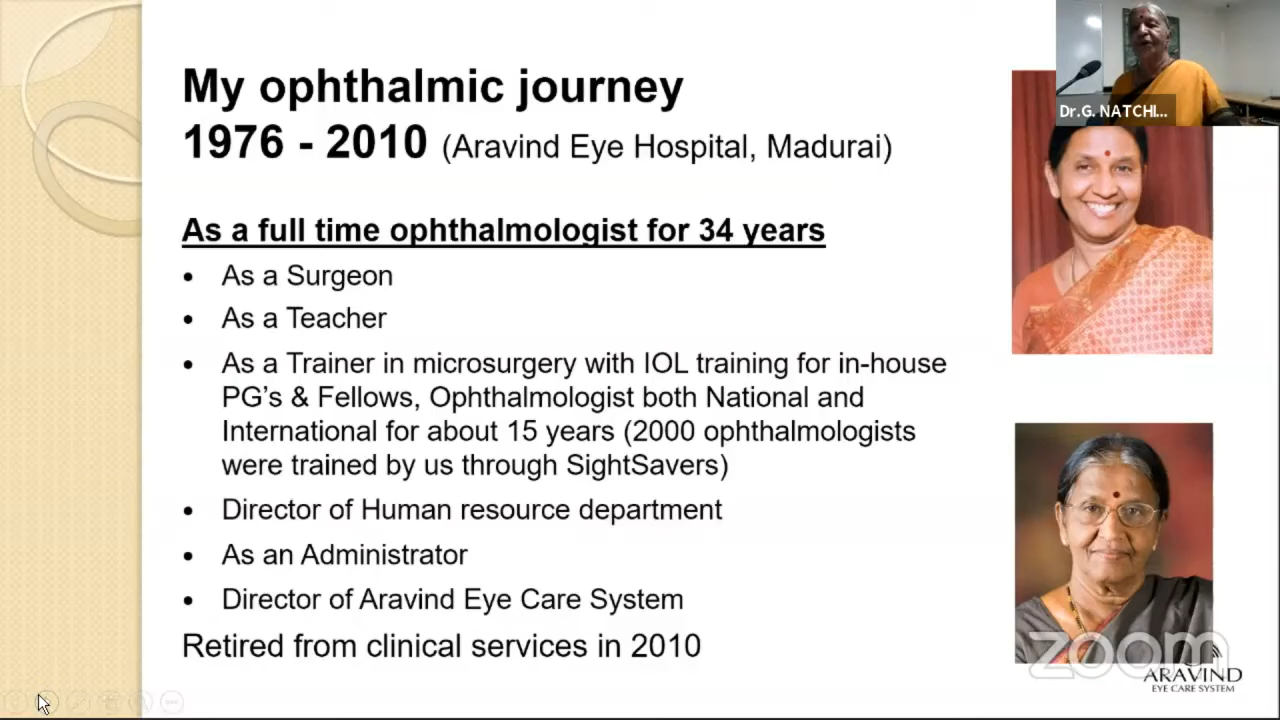 My ophthalmic journey
1976 - 2010 (Aravind Eye Hospital, Madurai)
As a full time ophthalmologist for 34 years
• As a Surgeon
• As a Teacher
• As a Trainer in microsurgery with IOL training for in-house
PG's & Fellows, Ophthalmologist both National and
International for about 15 years (2000 ophthalmologists
were trained by us through SightSavers)
• Director of Human resource department
• As an Administrator
• Director of Aravind Eye Care System
Retired from clinical services in 2010
Dr.G. NATCHI...
zoom
ARAVIND
EYE CARE SYSTEM